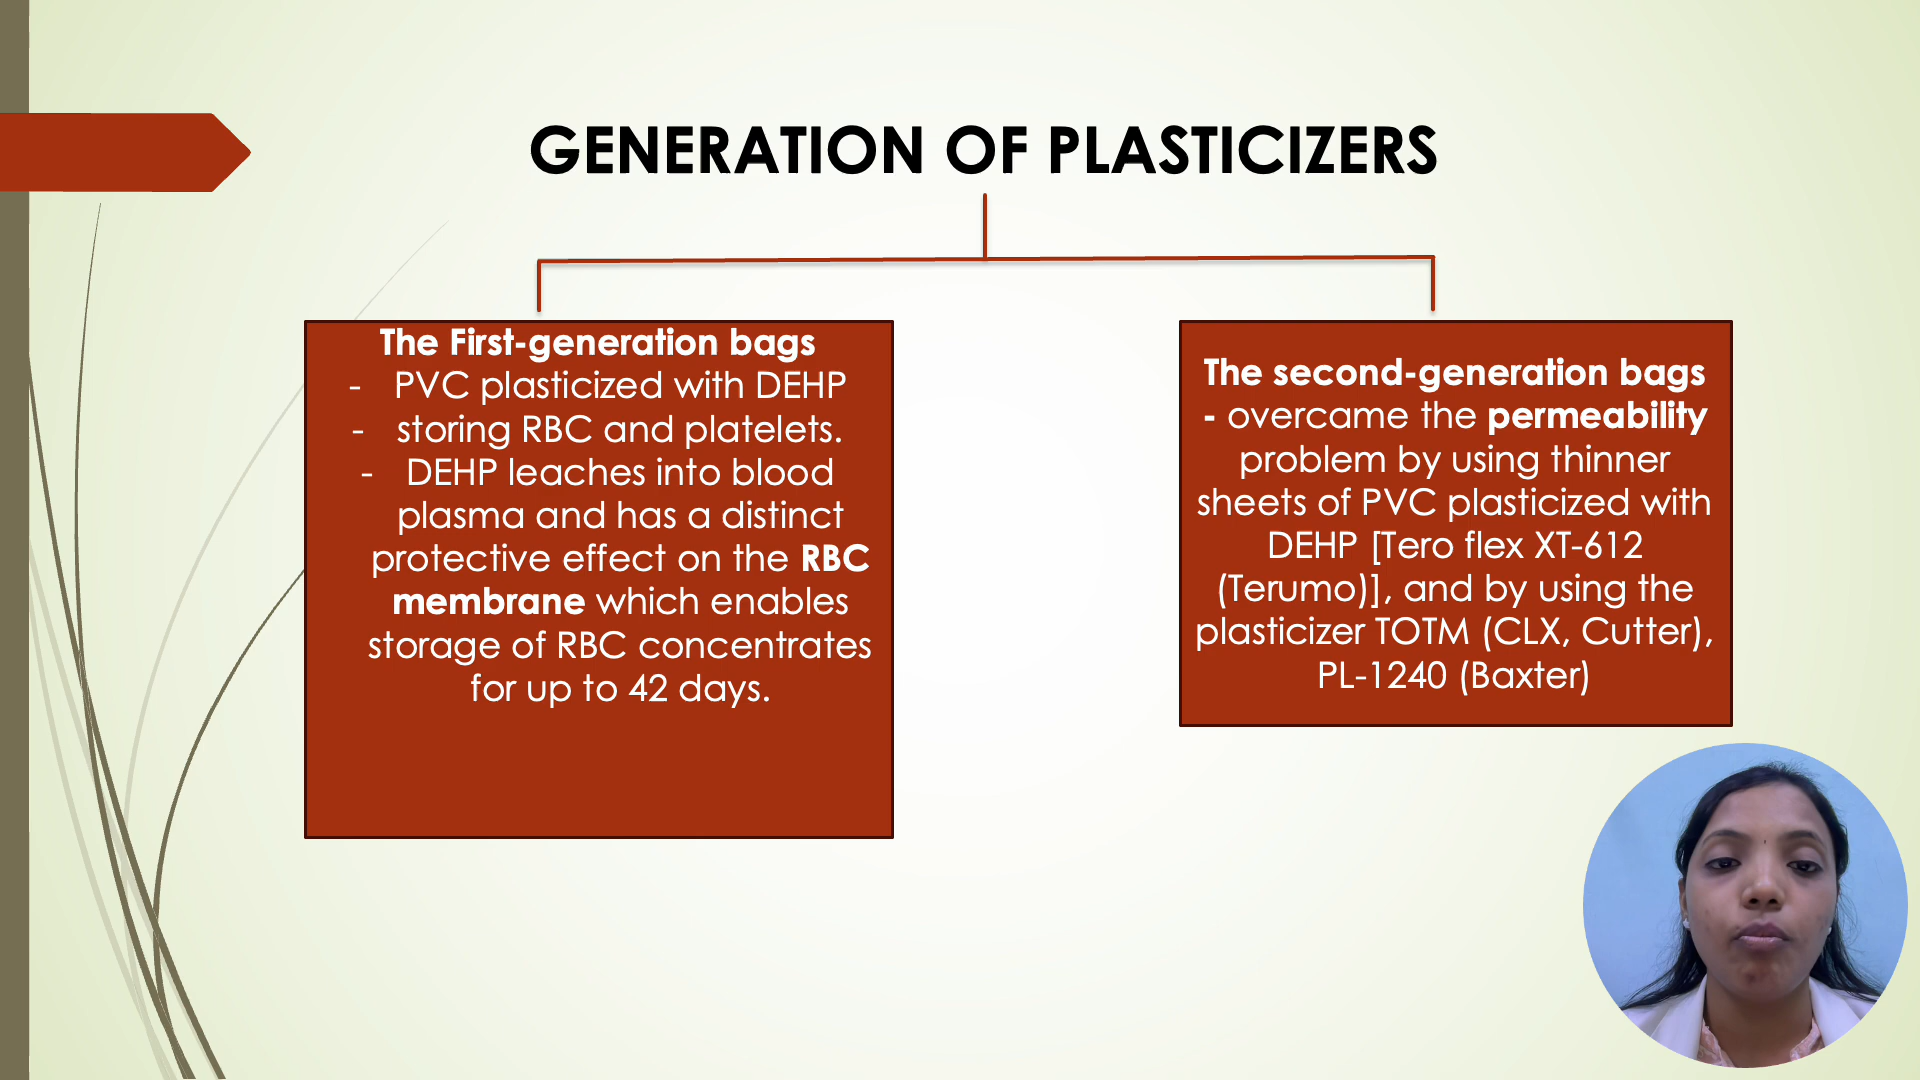 GENERATION OF PLASTICIZERS
The First-generation bags
- PVC plasticized with DEHP
- storing RBC and platelets.
- DEHP leaches into blood
plasma and has a distinct
protective effect on the RBC
membrane which enables
storage of RBC concentrates
for up to 42 days.
The second-generation bags
- overcame the permeability
problem by using thinner
sheets of PVC plasticized with
DEHP [Tero flex XT-612
(Terumo)], and by using the
plasticizer TOTM (CLX, Cutter),
PL-1240 (Baxter)